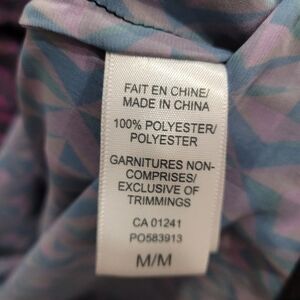 FAIT EN CHINE/
MADE IN CHINA
100% POLYESTER/
POLYESTER
GARNITURES NON-
COMPRISES/
EXCLUSIVE OF
TRIMMINGS
CA 01241
PO583913
M/M